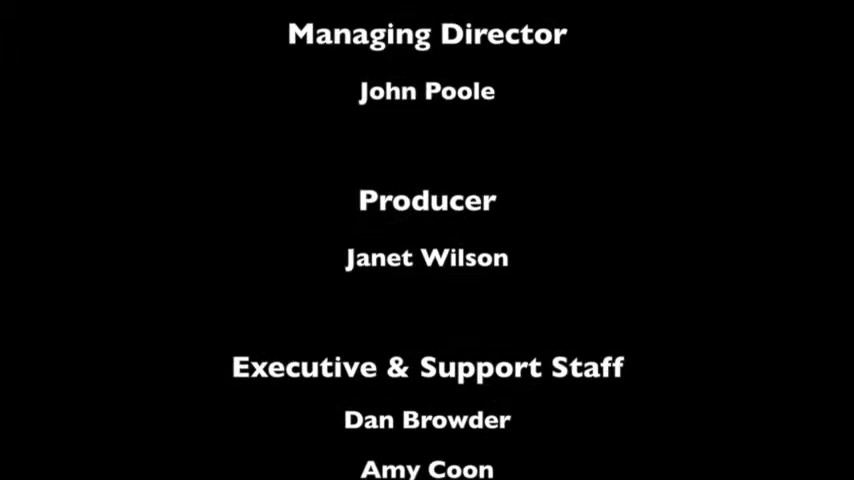 Managing Director
John Poole
Producer
Janet Wilson
Executive & Support Staff
Dan Browder
Amy Coon